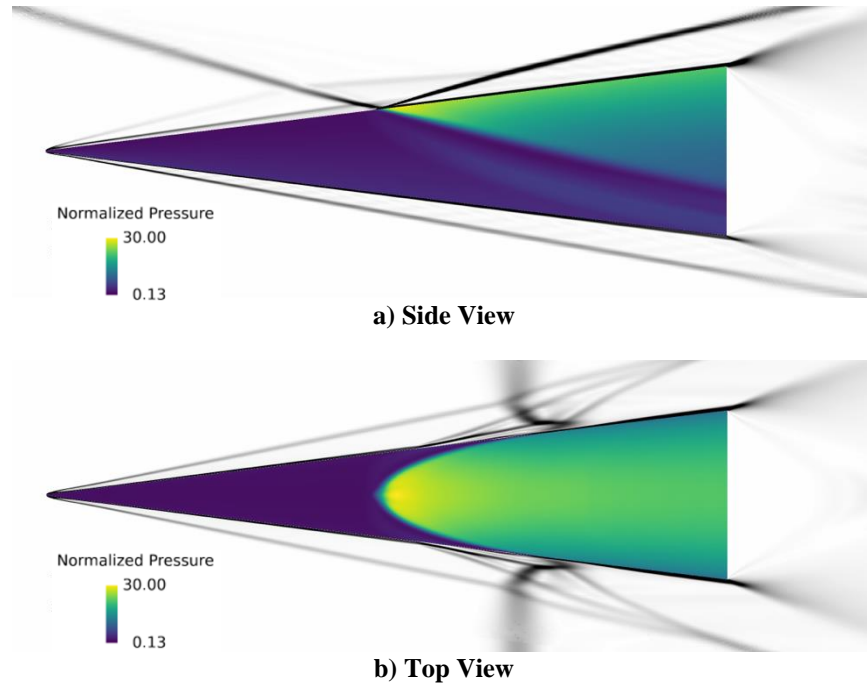 Normalized Pressure
30.00
0.13
a) Side View
Normalized Pressure
30.00
0.13
b) Top View